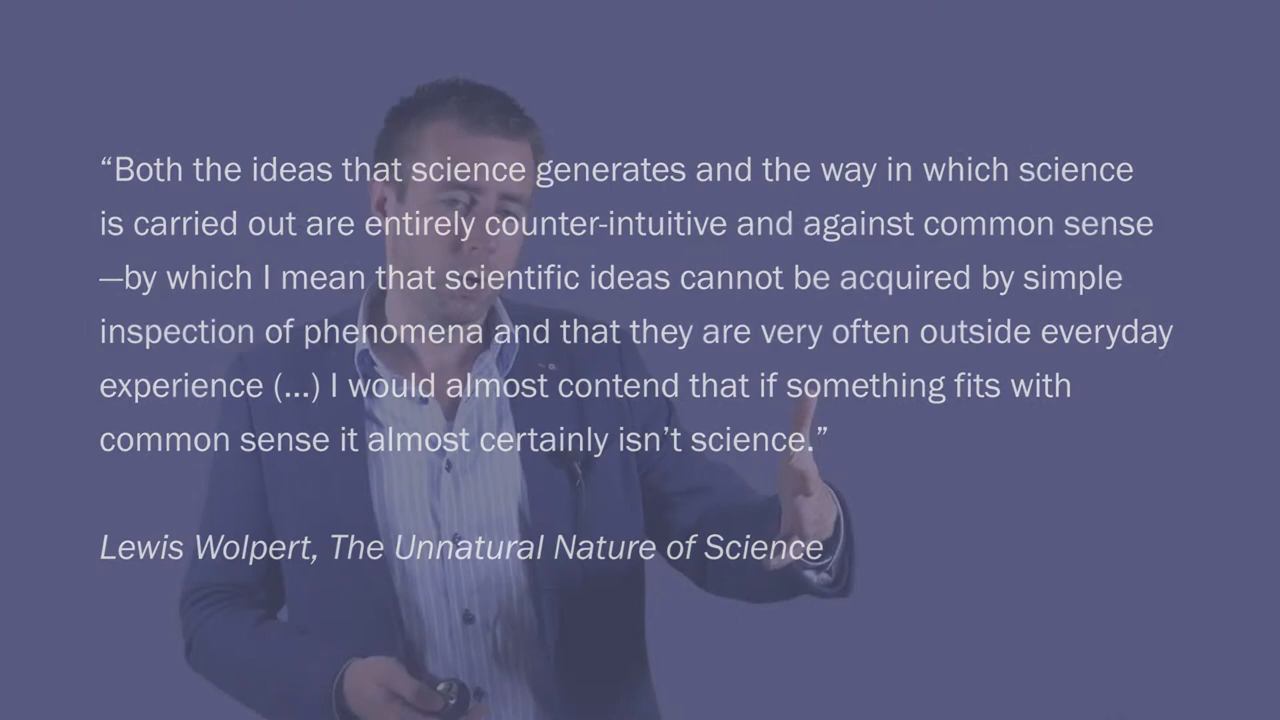 “Both the ideas that science generates and the way in which science
is carried out are entirely counter-intuitive and against common sense
—by which I mean that scientific ideas cannot be acquired by simple
inspection of phenomena and that they are very often outside everyday
experience (...) I would almost contend that if something fits with
common sense it almost certainly isn’t science.”
Lewis Wolpert, The Unnatural Nature of Science